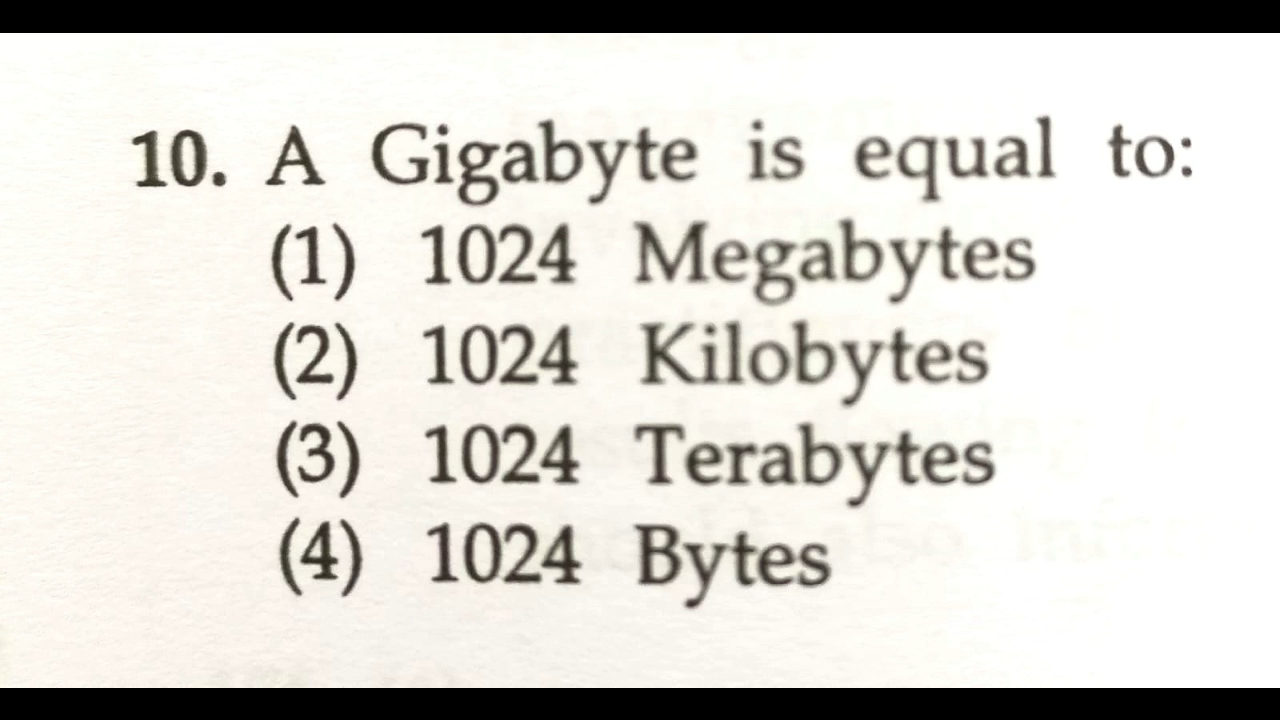 10. A Gigabyte is equal to:
(1) 1024 Megabytes
(2) 1024 Kilobytes
(3) 1024 Terabytes
(4) 1024 Bytes